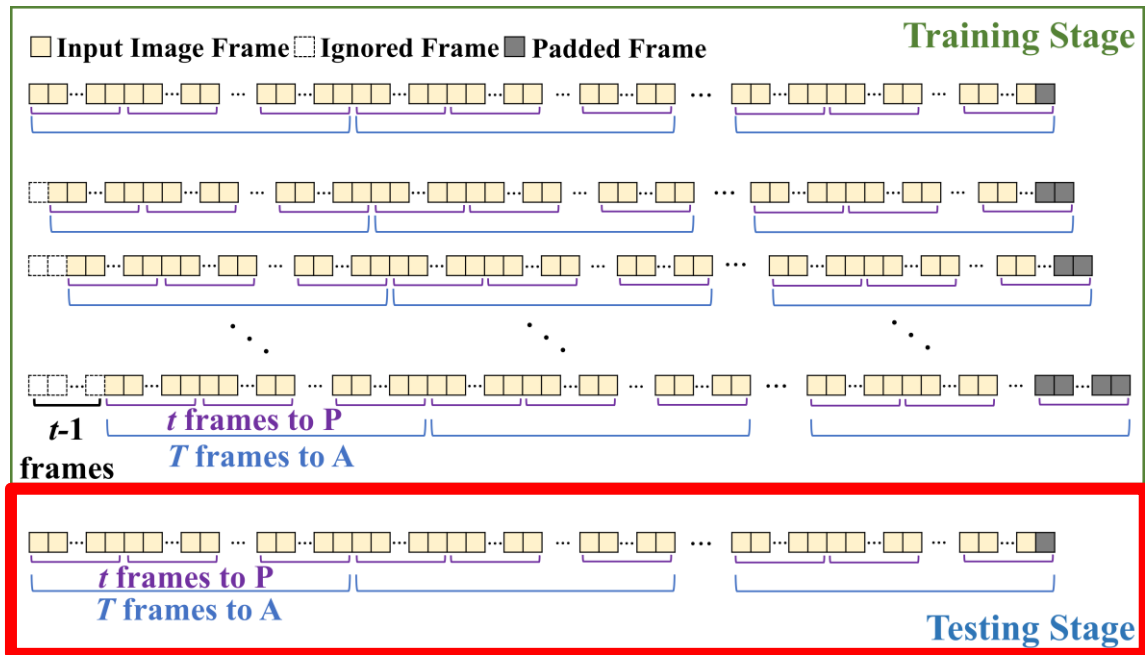 Training Stage
Input Image Frame Ignored Frame Padded Frame
t frames to P
t-1
T frames to A
frames
t frames to P
T frames to A
Testing Stage